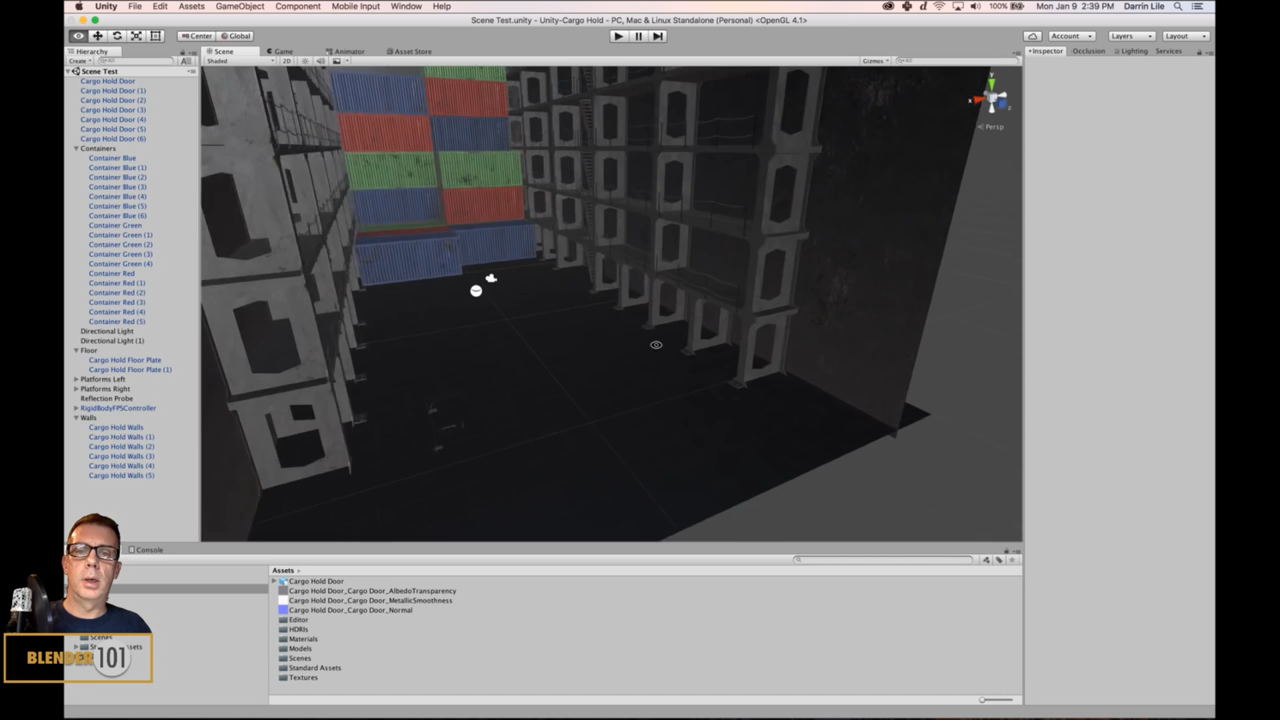 Unity File Edit Assets GameObject Component Mobile Input Window Help 100% Mon Jan 9 2:39 PM Darrin Lile
Scene Test.unity - Unity-Cargo Hold - PC, Mac & Linux Standalone (Personal) <OpenGL 4.1>
Center Global Account Layers Layout
Hierarchy Scene Game Animator Asset Store Inspector Occlusion Lighting Services
Create All Shaded 2D Gizmos All
Scene Test
Cargo Hold Door
Cargo Hold Door (1)
Cargo Hold Door (2)
Cargo Hold Door (3)
Cargo Hold Door (4)
Cargo Hold Door (5)
Cargo Hold Door (6)
Containers
Container Blue
Container Blue (1)
Container Blue (2)
Container Blue (3)
Container Blue (4)
Container Blue (5)
Container Blue (6)
Container Green
Container Green (1)
Container Green (2)
Container Green (3)
Container Green (4)
Container Red
Container Red (1)
Container Red (2)
Container Red (3)
Container Red (4)
Container Red (5)
Directional Light
Directional Light (1)
Floor
Cargo Hold Floor Plate
Cargo Hold Floor Plate (1)
Platforms Left
Platforms Right
Reflection Probe
RigidBodyFPSController
Walls
Cargo Hold Walls
Cargo Hold Walls (1)
Cargo Hold Walls (2)
Cargo Hold Walls (3)
Cargo Hold Walls (4)
Cargo Hold Walls (5)
y
x
z
Persp
Console
Assets
Cargo Hold Door
Cargo Hold Door_Cargo Door_AlbedoTransparency
Cargo Hold Door_Cargo Door_MetallicSmoothness
Cargo Hold Door_Cargo Door_Normal
Editor
HDRIs
Materials
Models
Scenes
Standard Assets
Textures
Scenes
BLENDER 101